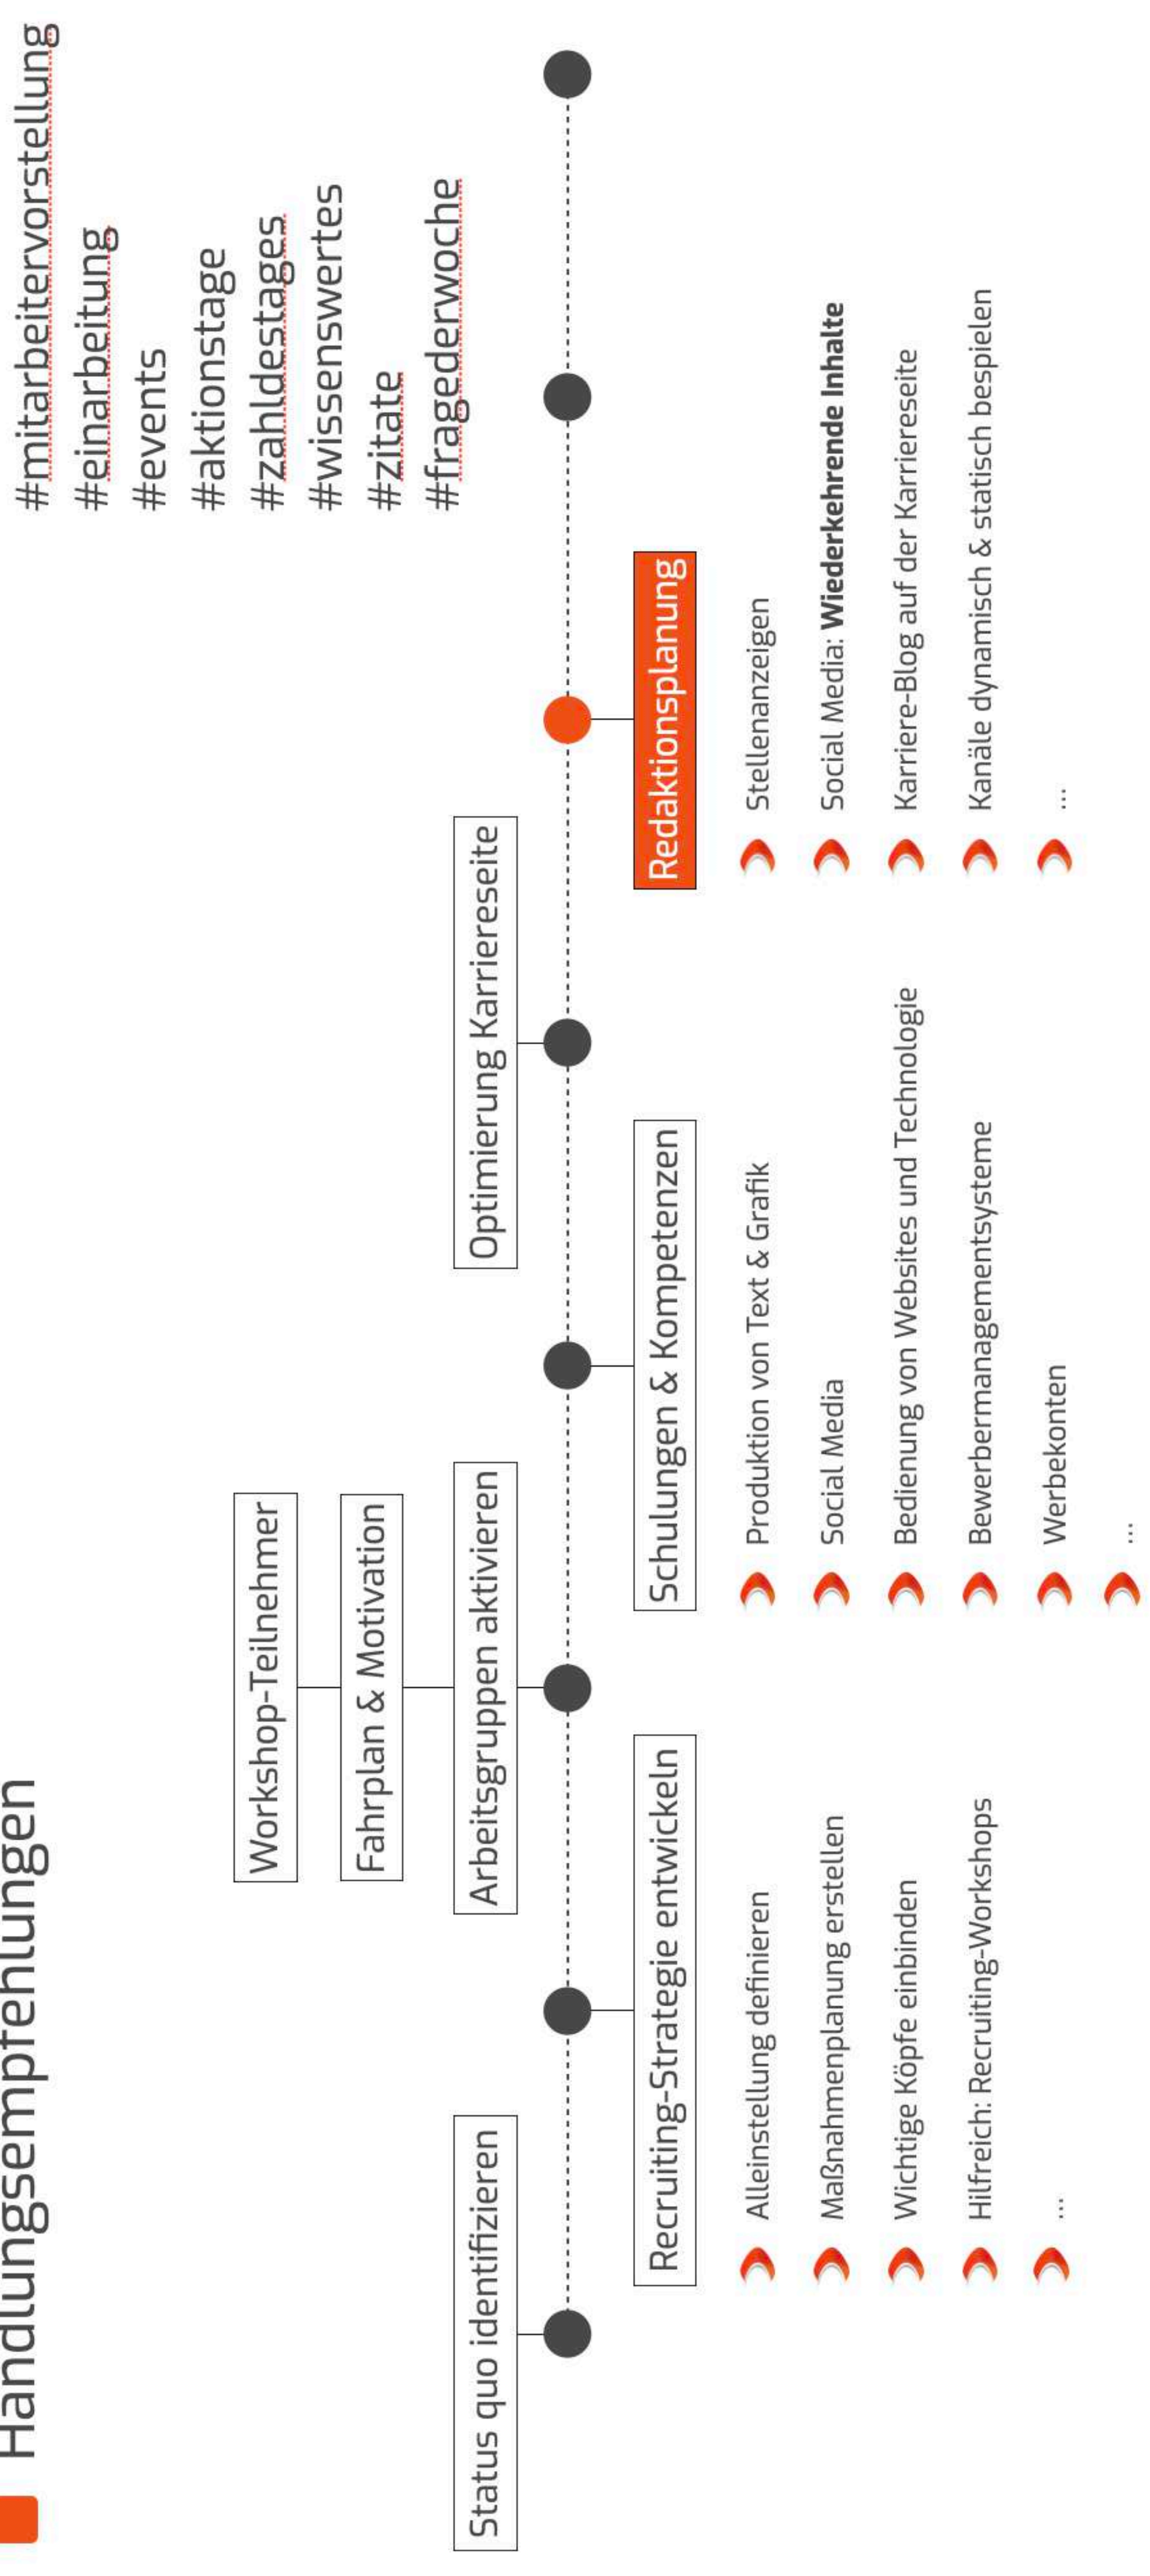 Handlungsempfehlungen
#mitarbeitervorstellung
#einarbeitung
#events
#aktionstage
#zahldestages
#wissenswertes
#zitate
#fragederwoche
Workshop-Teilnehmer
Fahrplan & Motivation
Status quo identifizieren
Arbeitsgruppen aktivieren
Optimierung Karriereseite
Recruiting-Strategie entwickeln
Alleinstellung definieren
Maßnahmenplanung erstellen
Wichtige Köpfe einbinden
Hilfreich: Recruiting-Workshops
...
Schulungen & Kompetenzen
Produktion von Text & Grafik
Social Media
Bedienung von Websites und Technologie
Bewerbermanagementsysteme
Werbekonten
...
Redaktionsplanung
Stellenanzeigen
Social Media: Wiederkehrende Inhalte
Karriere-Blog auf der Karriereseite
Kanäle dynamisch & statisch bespielen
...